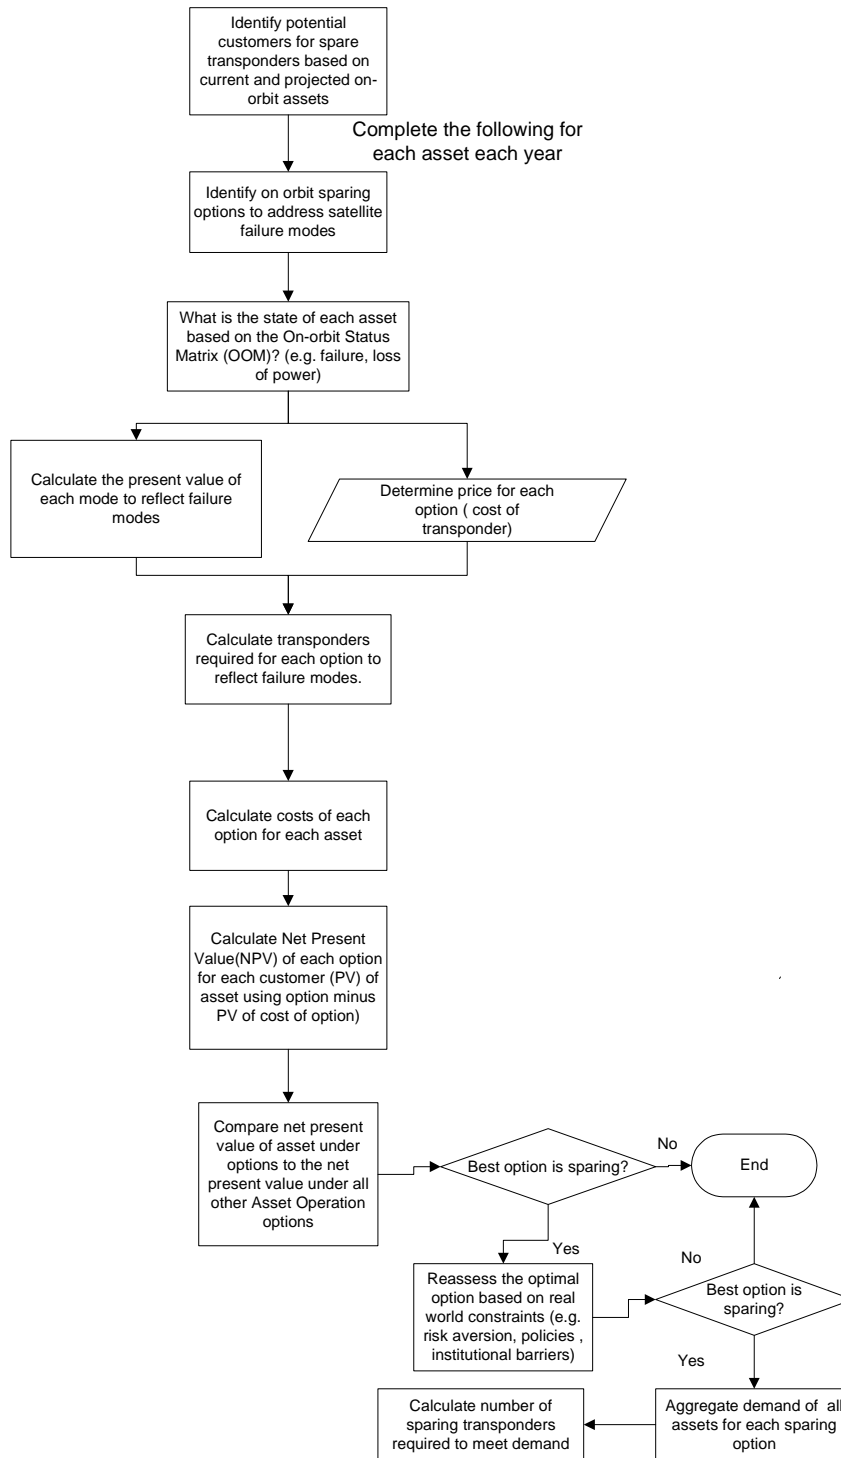 Identify potential
customers for spare
transponders based on
current and projected on-
orbit assets
Complete the following for
each asset each year
Identify on orbit sparing
options to address satellite
failure modes
What is the state of each asset
based on the On-orbit Status
Matrix (OOM)? (e.g. failure, loss
of power)
Calculate the present value of
each mode to reflect failure
modes
Determine price for each
option ( cost of
transponder)
Calculate transponders
required for each option to
reflect failure modes.
Calculate costs of each
option for each asset
Calculate Net Present
Value(NPV) of each option
for each customer (PV) of
asset using option minus
PV of cost of option)
Compare net present
value of asset under
options to the net
present value under all
other Asset Operation
options
Best option is sparing?
No
End
Yes
Reassess the optimal
option based on real
world constraints (e.g.
risk aversion, policies ,
institutional barriers)
No
Best option is
sparing?
Yes
Aggregate demand of all
assets for each sparing
option
Calculate number of
sparing transponders
required to meet demand